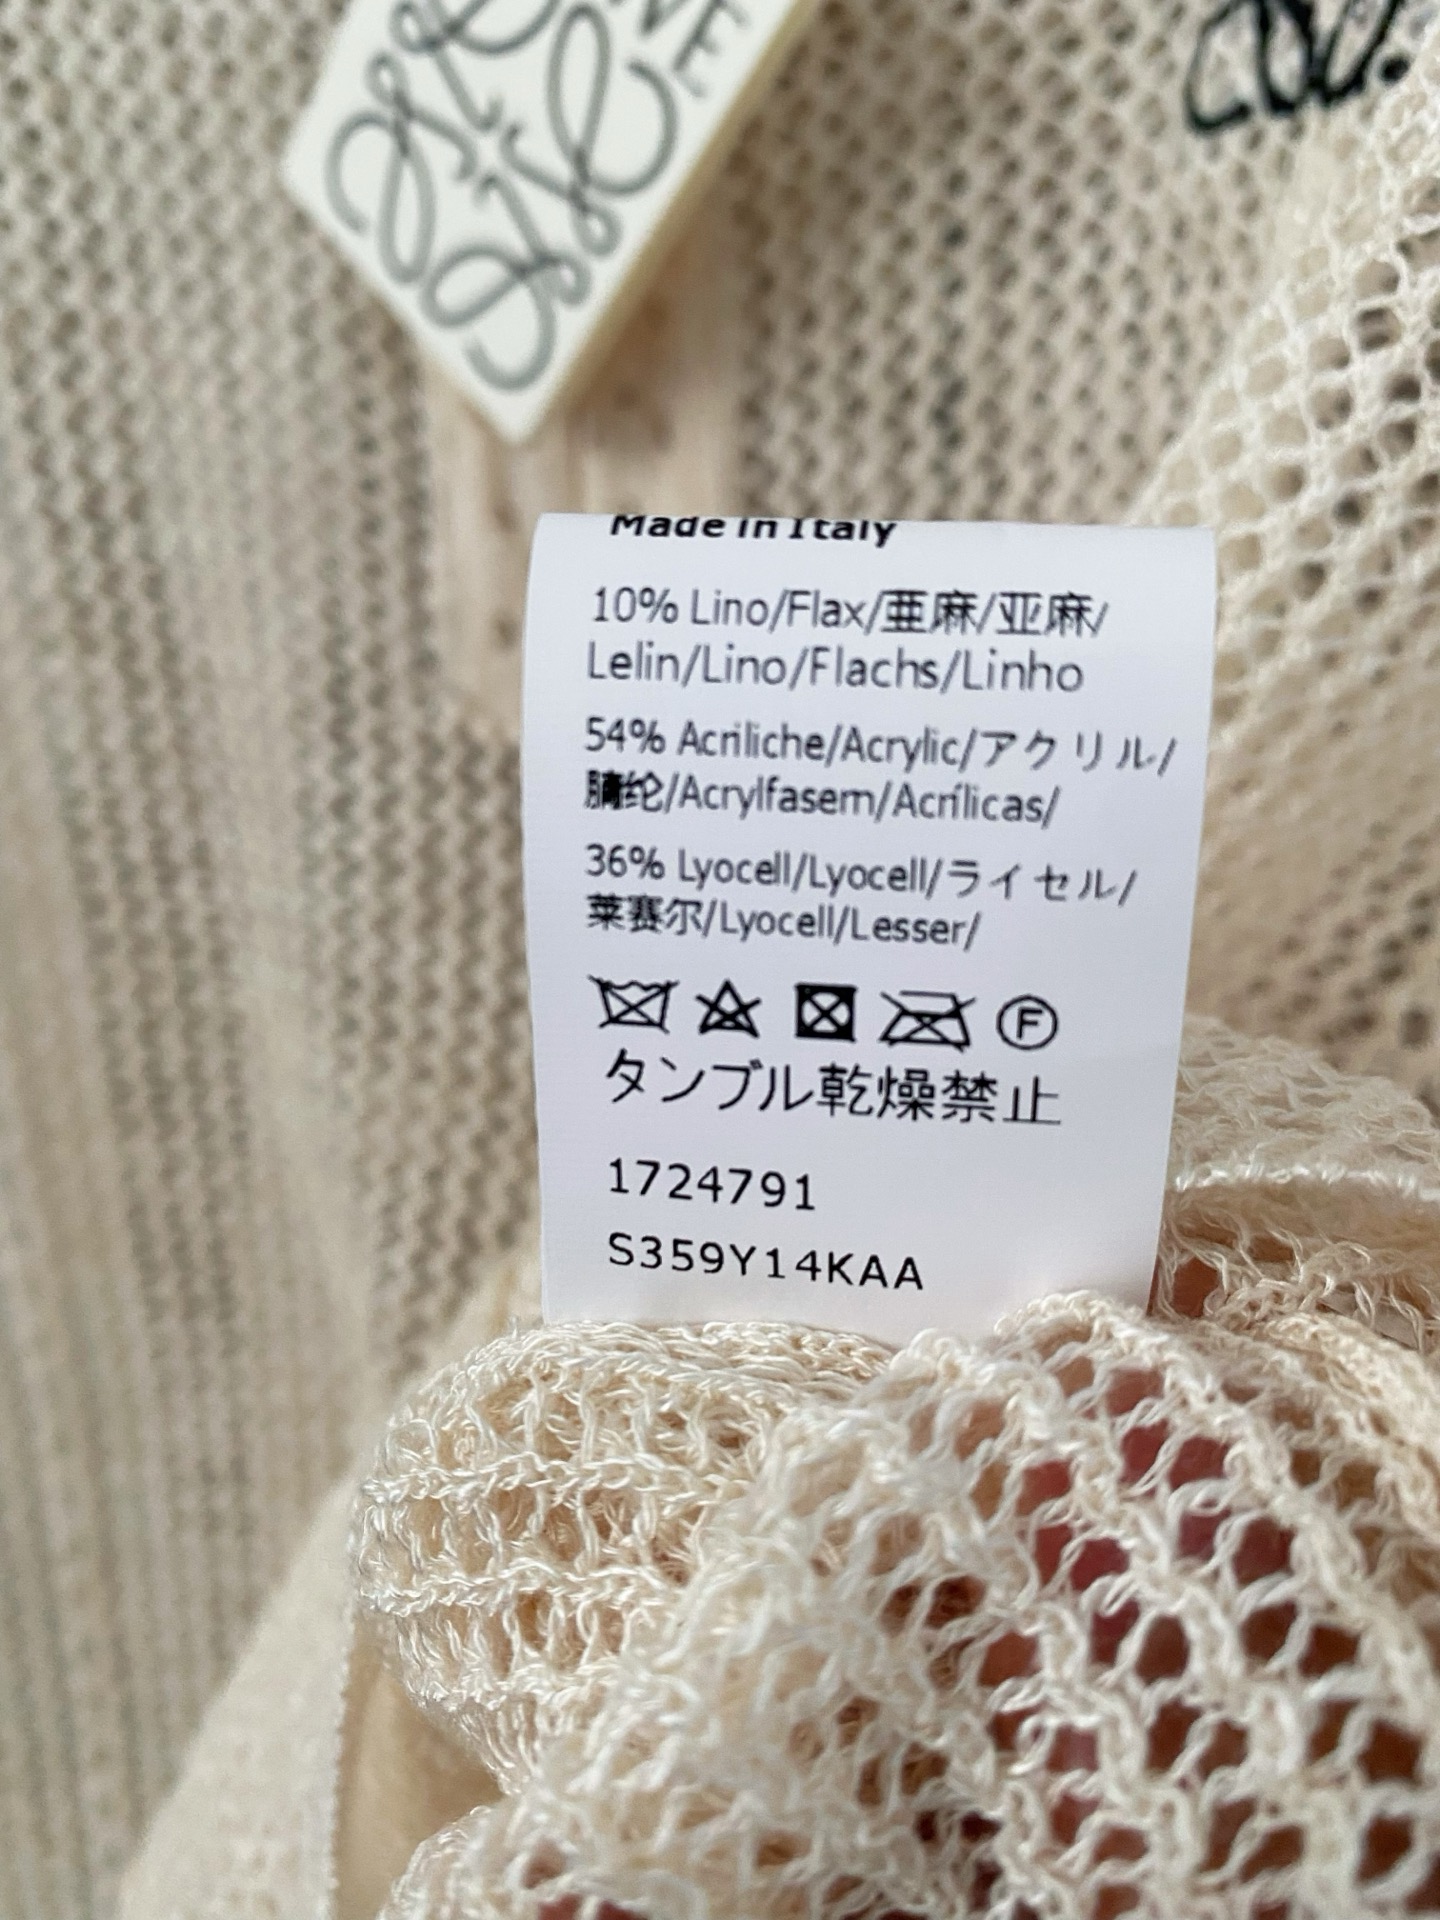 NE
Made in Italy
10% Lino/Flax/亜麻/亚麻/
Lelin/Lino/Flachs/Linho
54% Acriliche/Acrylic/アクリル/
腈纶/Acrylfasern/Acrílicas/
36% Lyocell/Lyocell/ライセル/
莱赛尔/Lyocell/Lesser/
F
タンブル乾燥禁止
1724791
S359Y14KAA